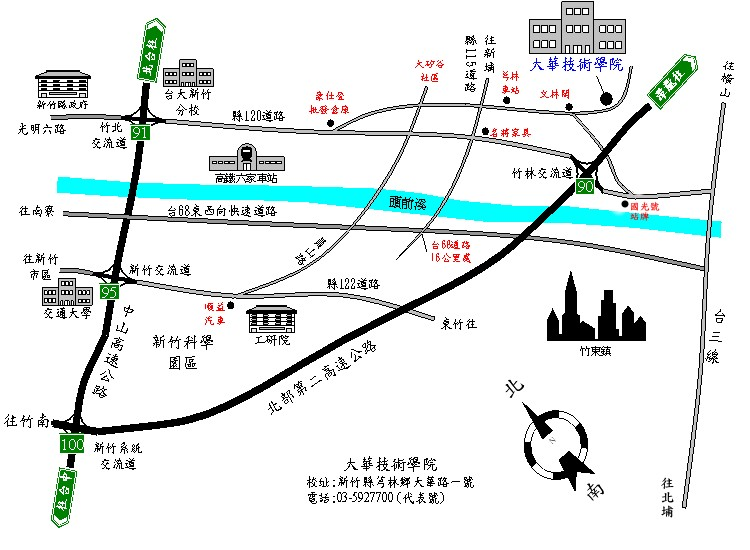 往台北
台大新竹
分校
新竹縣政府
光明六路
竹北
交流道
91
縣120道路
豪仕登
批發倉庫
大矽谷
社區
縣115道路
往新埔
芎林
車站
文林閣
大華技術學院
往龍潭
往橫山
名將家具
竹林交流道
90
國光號
站牌
高鐵六家車站
頭前溪
往南寮
台68東西向快速道路
台68道路
16公里處
往新竹
市區
新竹交流道
95
交通大學
縣122道路
順益
汽車
工研院
往竹東
新竹科學
園區
中山高速公路
北部第二高速公路
竹東鎮
台三線
往竹南
100
新竹系統
交流道
往台中
北
N
南
往北埔
大華技術學院
校址:新竹縣芎林鄉大華路一號
電話:03-5927700(代表號)